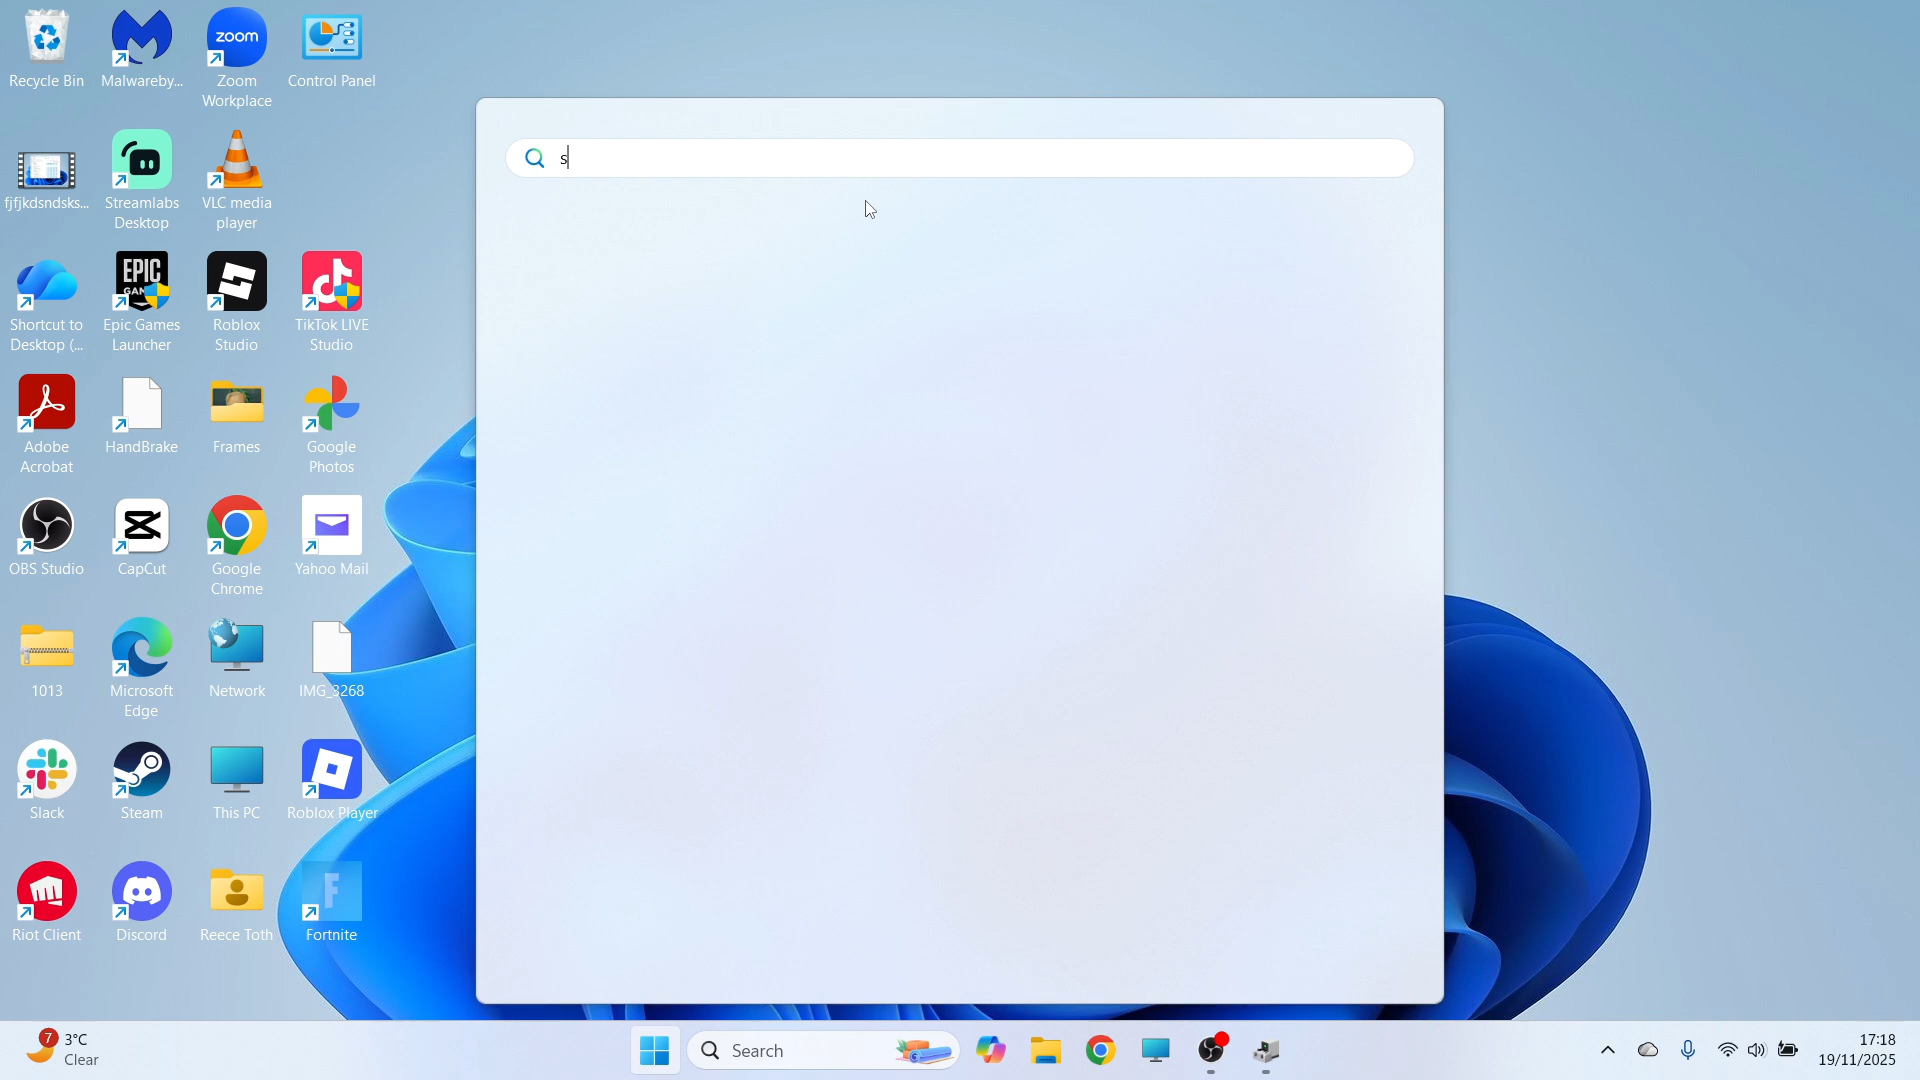 s
Recycle Bin
Malwareby...
zoom
Zoom
Workplace
Control Panel
fjfjkdsndsks...
Streamlabs
Desktop
VLC media
player
Shortcut to
Desktop (...
EPIC
GAM
Epic Games
Launcher
Roblox
Studio
TikTok LIVE
Studio
Adobe
Acrobat
HandBrake
Frames
Google
Photos
OBS Studio
CapCut
Google
Chrome
Yahoo Mail
1013
Microsoft
Edge
Network
IMG_3268
Slack
Steam
This PC
Roblox Player
Riot Client
Discord
Reece Toth
F
Fortnite
7
3°C
Clear
Search
17:18
19/11/2025